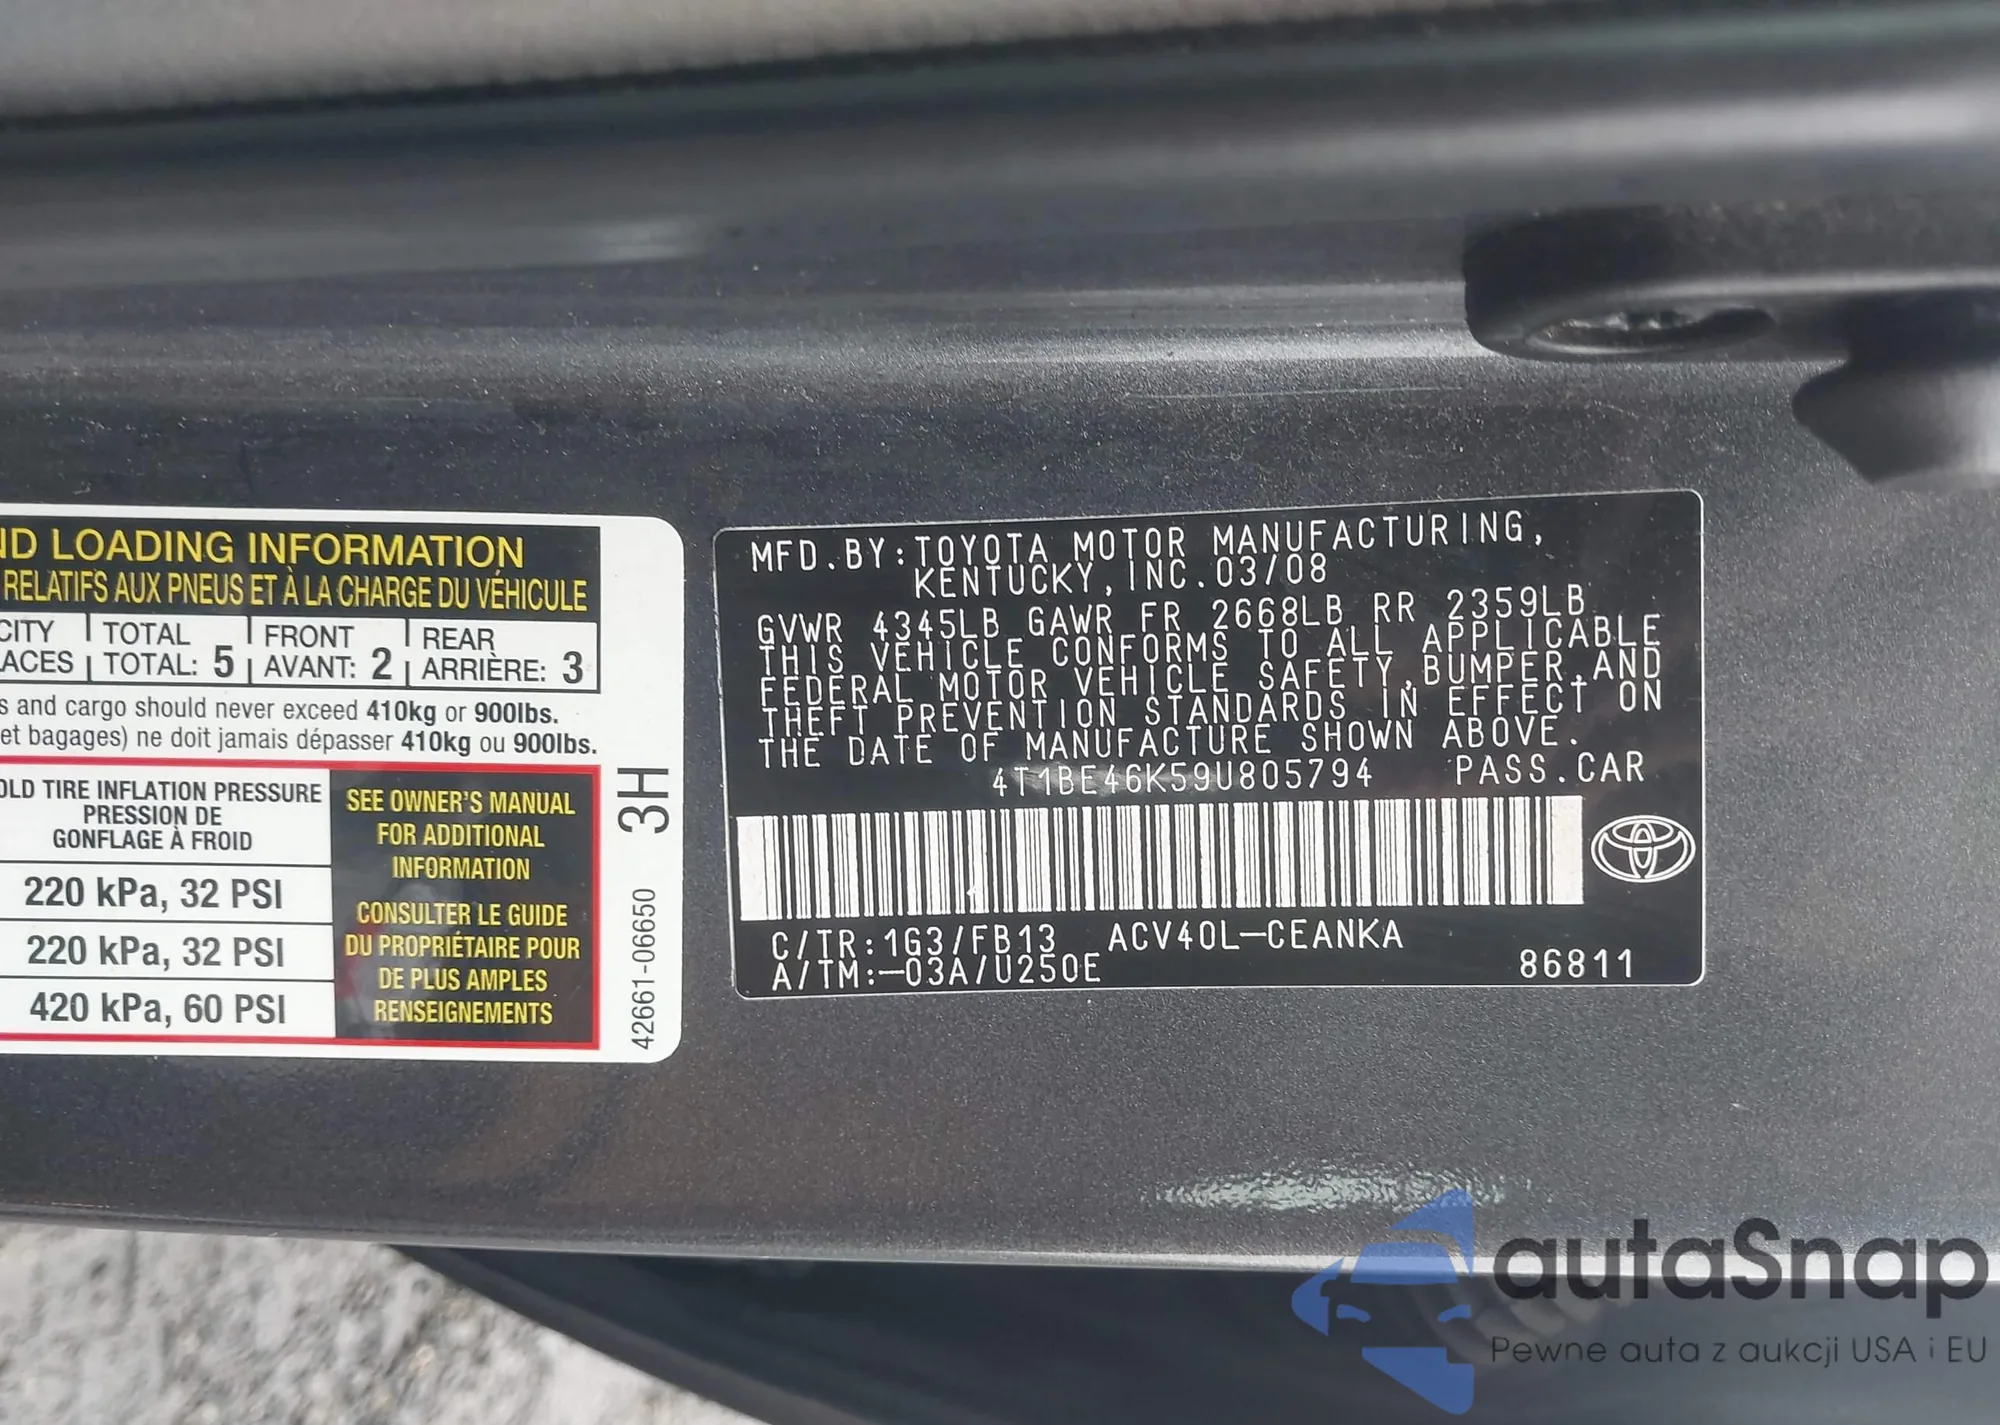 ND LOADING INFORMATION
RELATIFS AUX PNEUS ET À LA CHARGE DU VÉHICULE
CITY TOTAL FRONT REAR
ACES TOTAL: 5 AVANT: 2 ARRIÈRE: 3
s and cargo should never exceed 410kg or 900lbs.
et bagages) ne doit jamais dépasser 410kg ou 900lbs.
OLD TIRE INFLATION PRESSURE
PRESSION DE
GONFLAGE À FROID
220 kPa, 32 PSI
220 kPa, 32 PSI
420 kPa, 60 PSI
SEE OWNER'S MANUAL
FOR ADDITIONAL
INFORMATION
CONSULTER LE GUIDE
DU PROPRIÉTAIRE POUR
DE PLUS AMPLES
RENSEIGNEMENTS
3H
42661-06650
MFD.BY:TOYOTA MOTOR MANUFACTURING,
KENTUCKY,INC.03/08
GVWR 4345LB GAWR FR 2668LB RR 2359LB
THIS VEHICLE CONFORMS TO ALL APPLICABLE
FEDERAL MOTOR VEHICLE SAFETY,BUMPER,AND
THEFT PREVENTION STANDARDS IN EFFECT ON
THE DATE OF MANUFACTURE SHOWN ABOVE.
4T1BE46K59U805794 PASS.CAR
C/TR:1G3/FB13 ACV40L-CEANKA
A/TM:-03A/U250E 86811
TOYOTA
autaSnap
Pewne auta z aukcji USA i EU